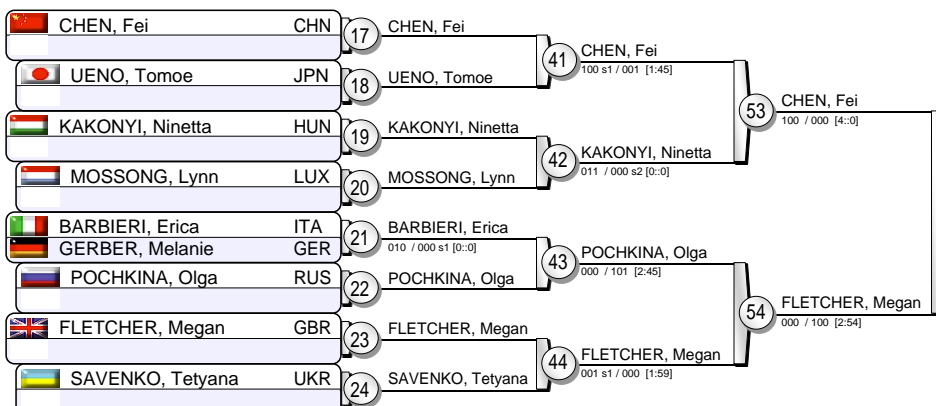 CHEN, Fei CHN
17
CHEN, Fei
UENO, Tomoe JPN
18
UENO, Tomoe
41
CHEN, Fei
100 s1 / 001 [1:45]
KAKONYI, Ninetta HUN
19
KAKONYI, Ninetta
MOSSONG, Lynn LUX
20
MOSSONG, Lynn
42
KAKONYI, Ninetta
011 / 000 s2 [0::0]
53
CHEN, Fei
100 / 000 [4::0]
BARBIERI, Erica ITA
GERBER, Melanie GER
21
BARBIERI, Erica
010 / 000 s1 [0::0]
POCHKINA, Olga RUS
22
POCHKINA, Olga
43
POCHKINA, Olga
000 / 101 [2:45]
FLETCHER, Megan GBR
23
FLETCHER, Megan
SAVENKO, Tetyana UKR
24
SAVENKO, Tetyana
44
FLETCHER, Megan
001 s1 / 000 [1:59]
54
FLETCHER, Megan
000 / 100 [2:54]